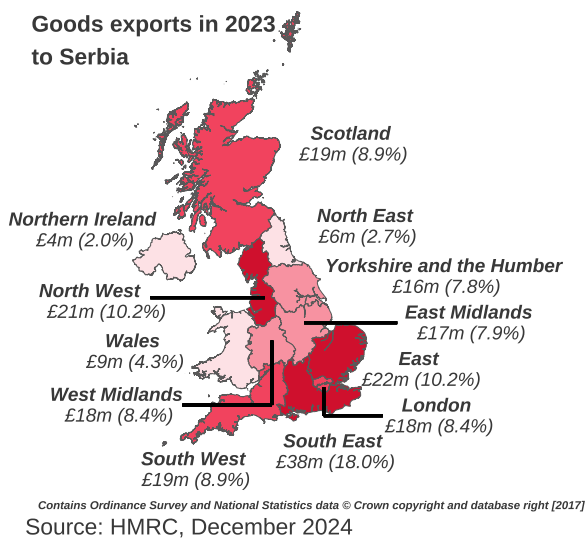 Goods exports in 2023
to Serbia
Scotland
£19m (8.9%)
Northern Ireland
£4m (2.0%)
North East
£6m (2.7%)
Yorkshire and the Humber
£16m (7.8%)
North West
£21m (10.2%)
East Midlands
£17m (7.9%)
Wales
£9m (4.3%)
East
£22m (10.2%)
West Midlands
£18m (8.4%)
London
£18m (8.4%)
South East
£38m (18.0%)
South West
£19m (8.9%)
Contains Ordinance Survey and National Statistics data © Crown copyright and database right [2017]
Source: HMRC, December 2024